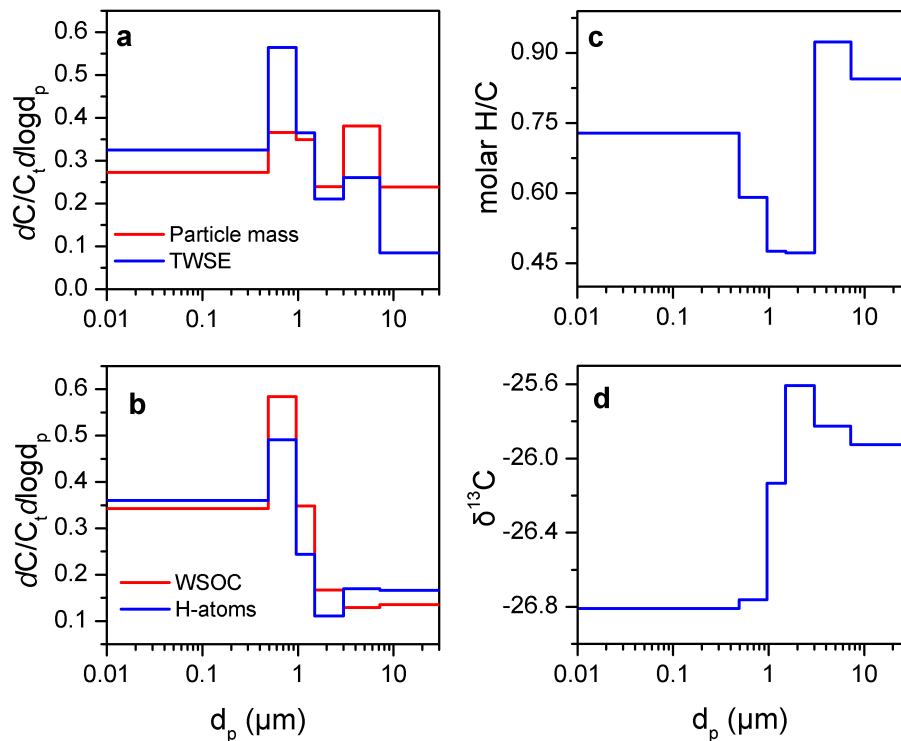 a
dC/C_t dlogd_p
0.6
0.5
0.4
0.3
0.2
0.1
0.0
Particle mass
TWSE
0.01
0.1
1
10
c
molar H/C
0.90
0.75
0.60
0.45
0.01
0.1
1
10
b
dC/C_t dlogd_p
0.6
0.5
0.4
0.3
0.2
0.1
WSOC
H-atoms
0.01
0.1
1
10
d_p (µm)
d
δ¹³C
-25.6
-26.0
-26.4
-26.8
0.01
0.1
1
10
d_p (µm)